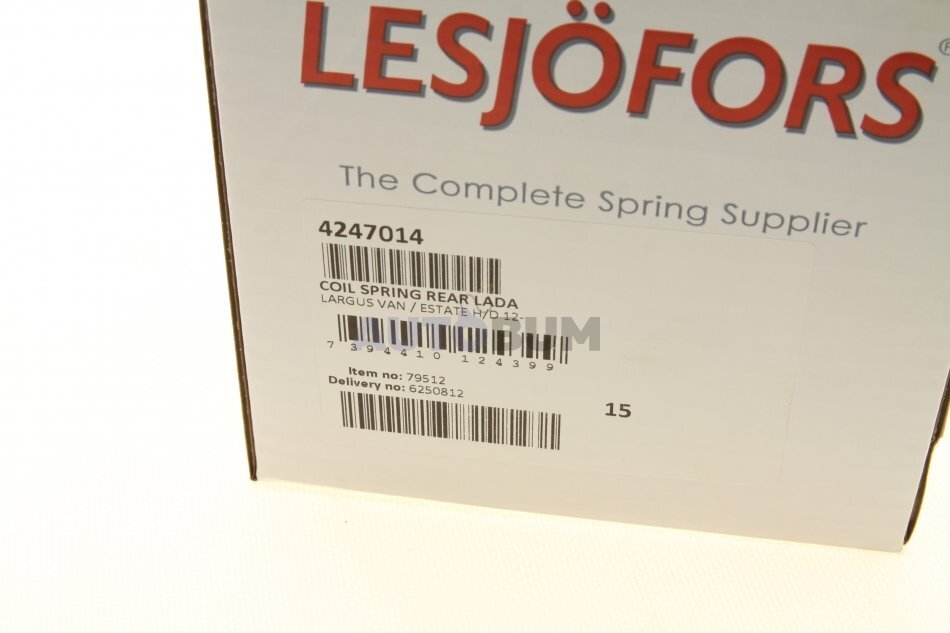 LESJÖFORS®
The Complete Spring Supplier
4247014
COIL SPRING REAR LADA
LARGUS VAN / ESTATE H/D 12-
AUTOBUM
7 394410 124399
Item no: 79512
Delivery no: 6250812
15